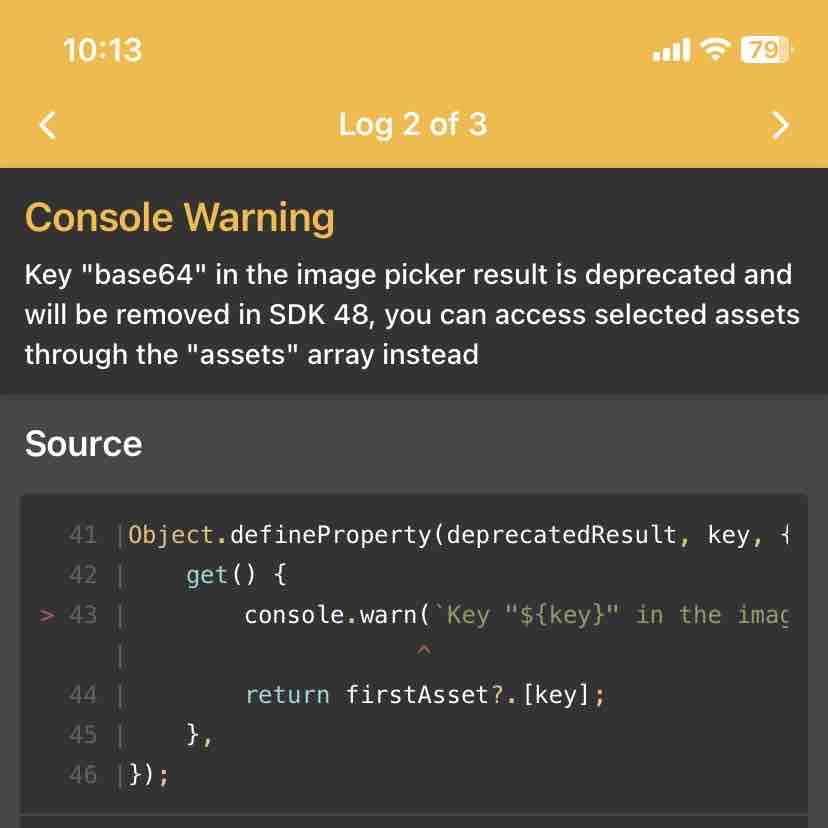 10:13
79
Log 2 of 3
Console Warning
Key "base64" in the image picker result is deprecated and
will be removed in SDK 48, you can access selected assets
through the "assets" array instead
Source
41 |Object.defineProperty(deprecatedResult, key, {
42 |    get() {
> 43 |        console.warn(`Key "${key}" in the imag
   |                    ^
44 |        return firstAsset?.[key];
45 |    },
46 |});